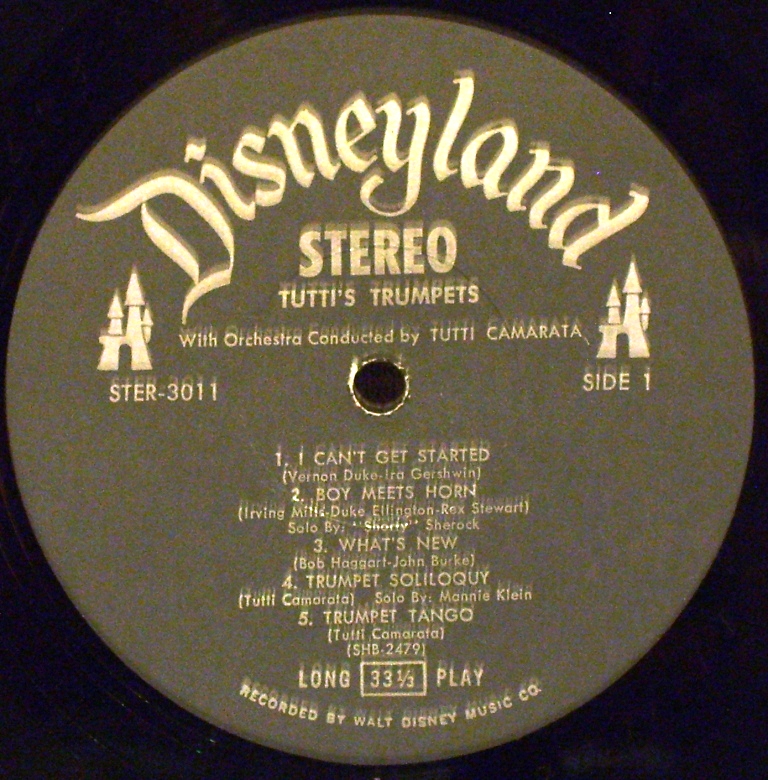 Disneyland
STEREO
TUTTI'S TRUMPETS
With Orchestra Conducted by TUTTI CAMARATA
STER-3011
SIDE 1
1. I CAN'T GET STARTED
(Vernon Duke-Ira Gershwin)
2. BOY MEETS HORN
(Irving Mills-Duke Ellington-Rex Stewart)
Solo By: "Shorty" Sherock
3. WHAT'S NEW
(Bob Haggart-John Burke)
4. TRUMPET SOLILOQUY
(Tutti Camarata) Solo By: Mannie Klein
5. TRUMPET TANGO
(Tutti Camarata)
(SHB-2479)
LONG 33⅓ PLAY
RECORDED BY WALT DISNEY MUSIC CO.